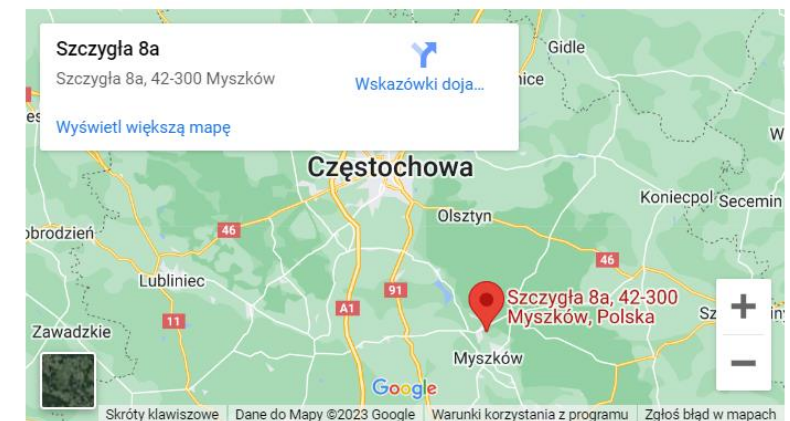 Szczygła 8a
Szczygła 8a, 42-300 Myszków
Wskazówki doja...
Wyświetl większą mapę
Gidle
Częstochowa
Olsztyn
Koniecpol
Secemin
46
46
Lubliniec
91
A1
11
Zawadzkie
Szczygła 8a, 42-300
Myszków, Polska
Myszków
+
−
Google
Skróty klawiszowe
Dane do Mapy ©2023 Google
Warunki korzystania z programu
Zgłoś błąd w mapach